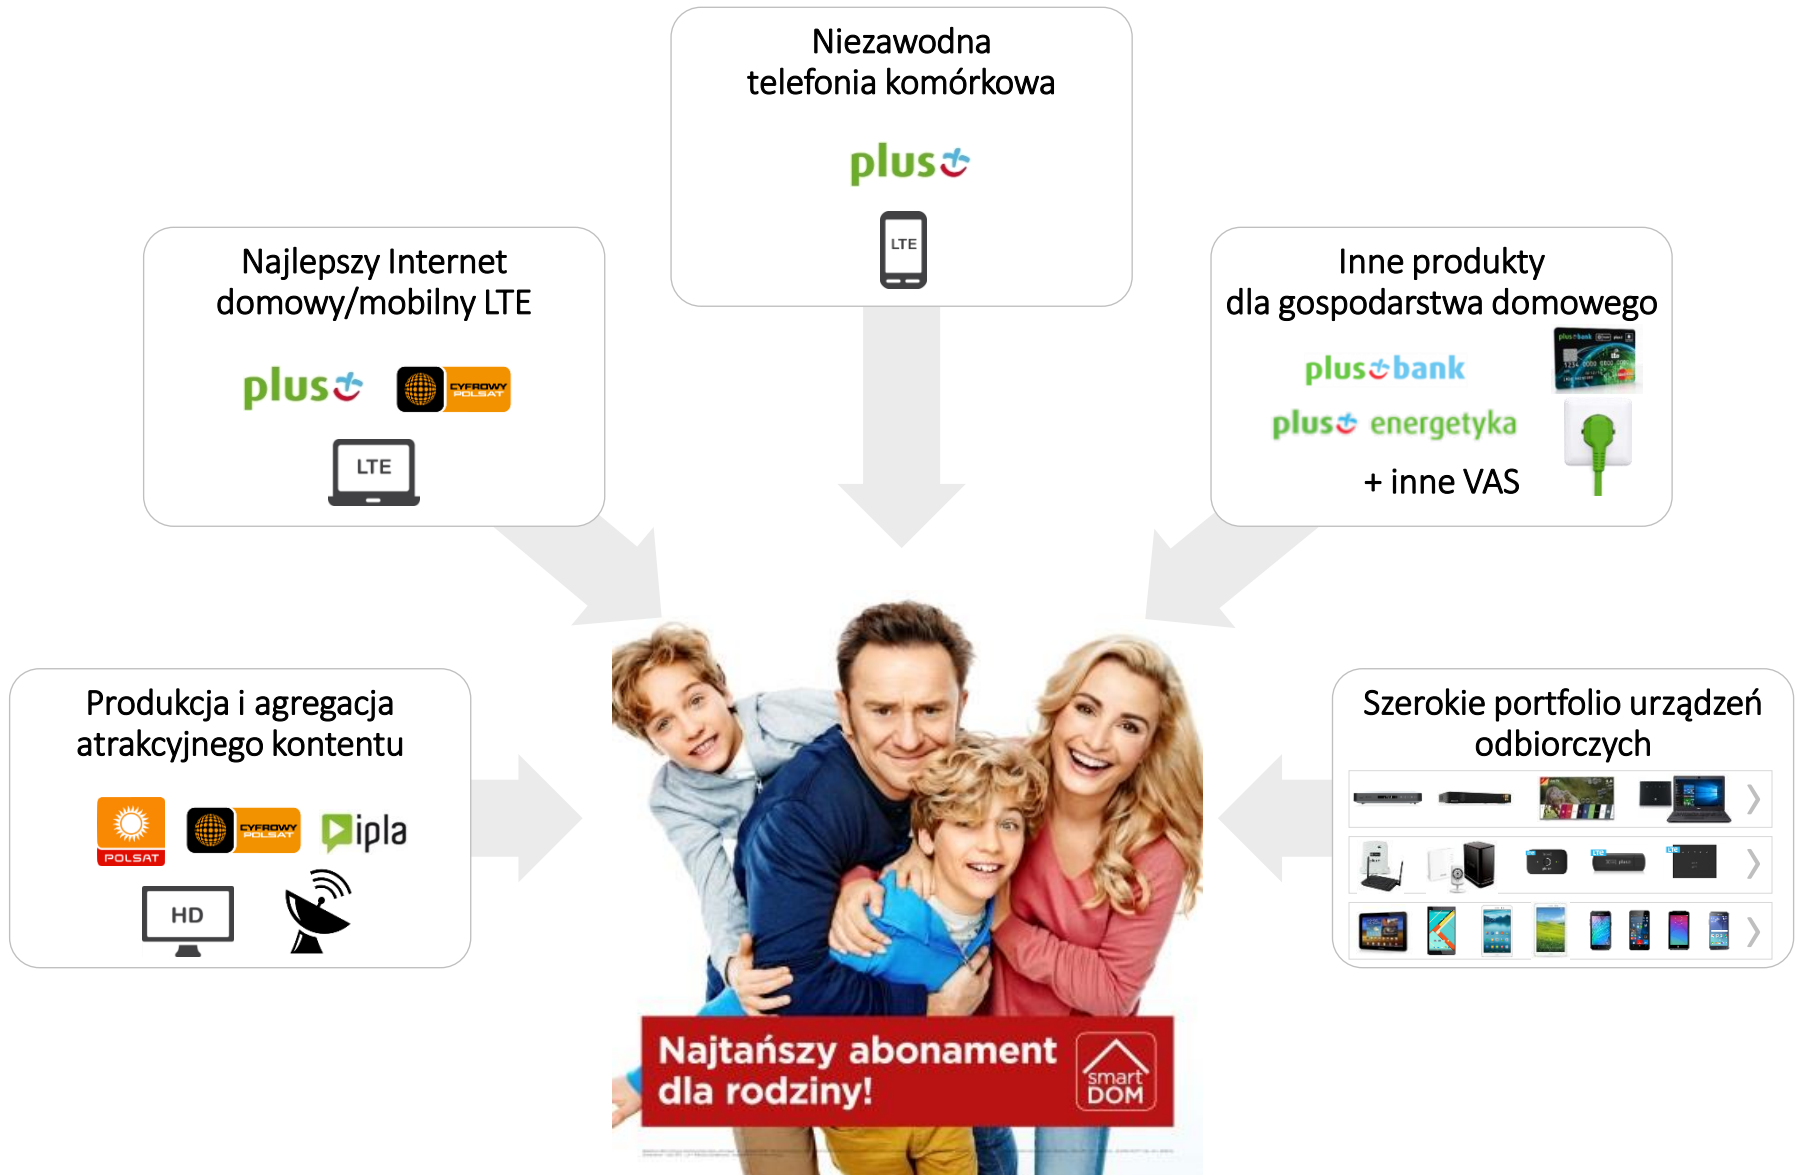 Niezawodna
telefonia komórkowa
plus
LTE
Najlepszy Internet
domowy/mobilny LTE
plus
CYFROWY
POLSAT
LTE
Inne produkty
dla gospodarstwa domowego
plus bank
plus energetyka
+ inne VAS
Produkcja i agregacja
atrakcyjnego kontentu
POLSAT
CYFROWY
POLSAT
ipla
HD
Szerokie portfolio urządzeń
odbiorczych
Najtańszy abonament
dla rodziny!
smart
DOM